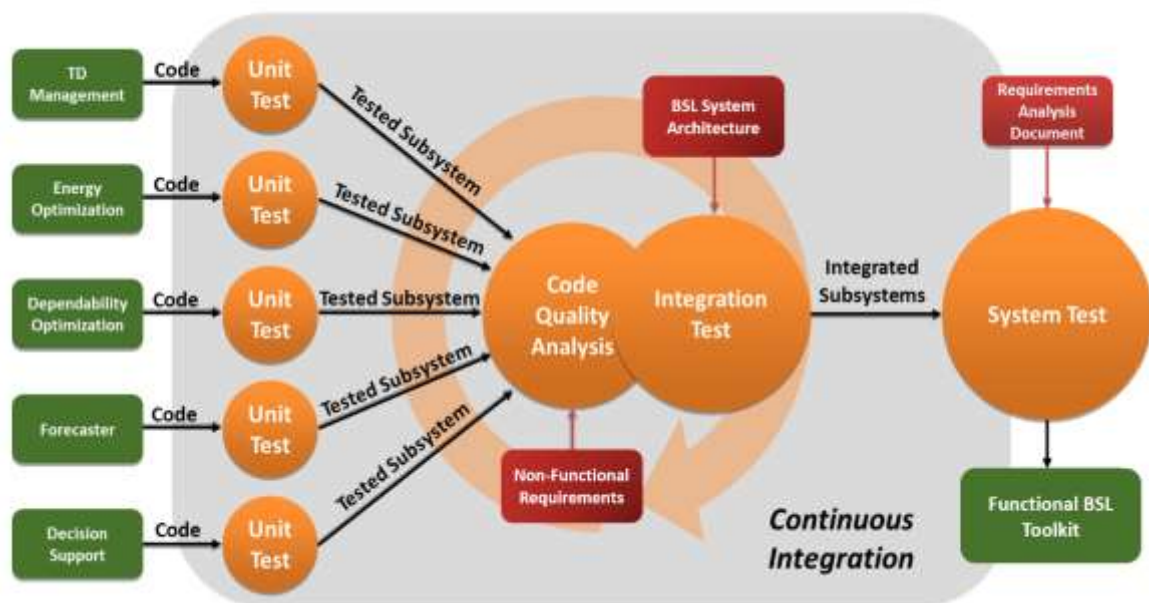 TD
Management
Code
Unit
Test
Tested Subsystem
Energy
Optimization
Code
Unit
Test
Tested Subsystem
Dependability
Optimization
Code
Unit
Test
Tested Subsystem
Forecaster
Code
Unit
Test
Tested Subsystem
Decision
Support
Code
Unit
Test
Tested Subsystem
Code
Quality
Analysis
Non-Functional
Requirements
BSL System
Architecture
Integration
Test
Integrated
Subsystems
Requirements
Analysis
Document
System Test
Functional BSL
Toolkit
Continuous
Integration